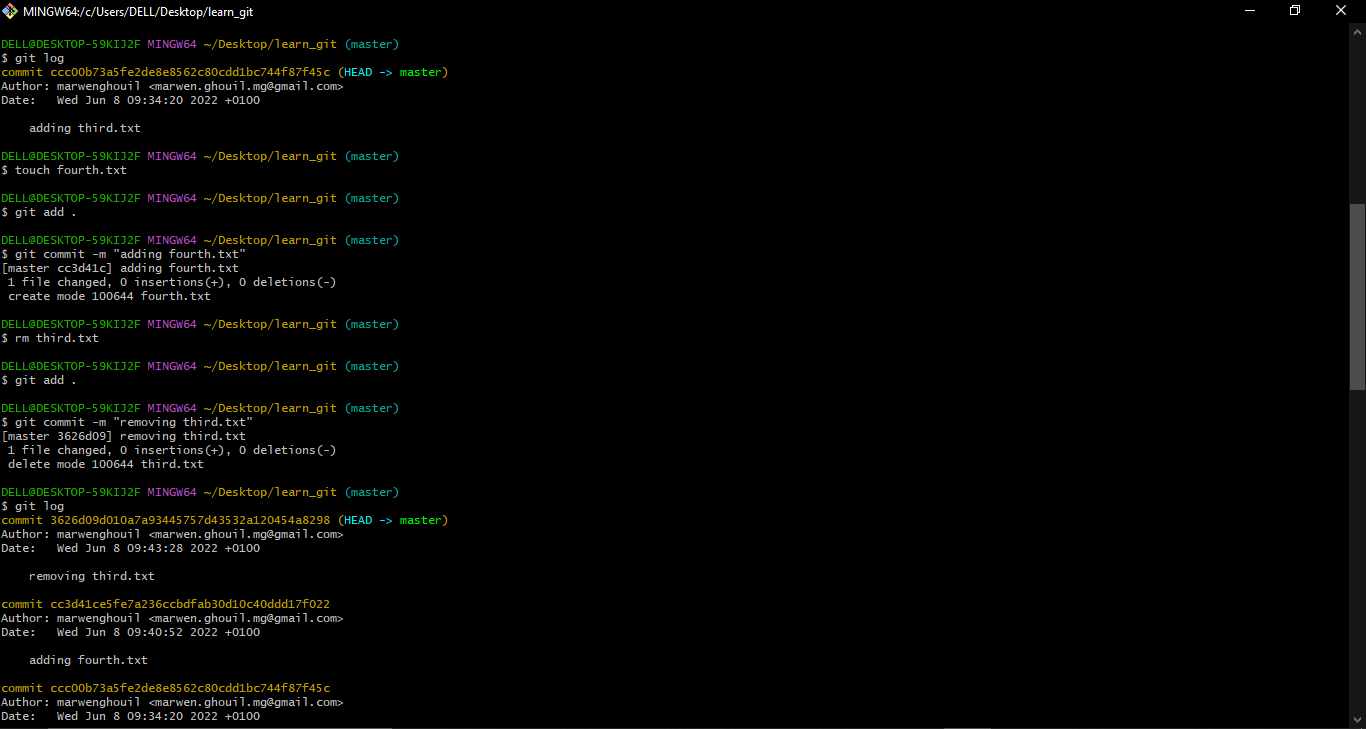 MINGW64:/c/Users/DELL/Desktop/learn_git
DELL@DESKTOP-59KIJ2F MINGW64 ~/Desktop/learn_git (master)
$ git log
commit ccc00b73a5fe2de8e8562c80cdd1bc744f87f45c (HEAD -> master)
Author: marwenghouil <marwen.ghouil.mg@gmail.com>
Date:   Wed Jun 8 09:34:20 2022 +0100
    adding third.txt
DELL@DESKTOP-59KIJ2F MINGW64 ~/Desktop/learn_git (master)
$ touch fourth.txt
DELL@DESKTOP-59KIJ2F MINGW64 ~/Desktop/learn_git (master)
$ git add .
DELL@DESKTOP-59KIJ2F MINGW64 ~/Desktop/learn_git (master)
$ git commit -m "adding fourth.txt"
[master cc3d41c] adding fourth.txt
 1 file changed, 0 insertions(+), 0 deletions(-)
 create mode 100644 fourth.txt
DELL@DESKTOP-59KIJ2F MINGW64 ~/Desktop/learn_git (master)
$ rm third.txt
DELL@DESKTOP-59KIJ2F MINGW64 ~/Desktop/learn_git (master)
$ git add .
DELL@DESKTOP-59KIJ2F MINGW64 ~/Desktop/learn_git (master)
$ git commit -m "removing third.txt"
[master 3626d09] removing third.txt
 1 file changed, 0 insertions(+), 0 deletions(-)
 delete mode 100644 third.txt
DELL@DESKTOP-59KIJ2F MINGW64 ~/Desktop/learn_git (master)
$ git log
commit 3626d09d010a7a93445757d43532a120454a8298 (HEAD -> master)
Author: marwenghouil <marwen.ghouil.mg@gmail.com>
Date:   Wed Jun 8 09:43:28 2022 +0100
    removing third.txt
commit cc3d41ce5fe7a236ccbdfab30d10c40ddd17f022
Author: marwenghouil <marwen.ghouil.mg@gmail.com>
Date:   Wed Jun 8 09:40:52 2022 +0100
    adding fourth.txt
commit ccc00b73a5fe2de8e8562c80cdd1bc744f87f45c
Author: marwenghouil <marwen.ghouil.mg@gmail.com>
Date:   Wed Jun 8 09:34:20 2022 +0100